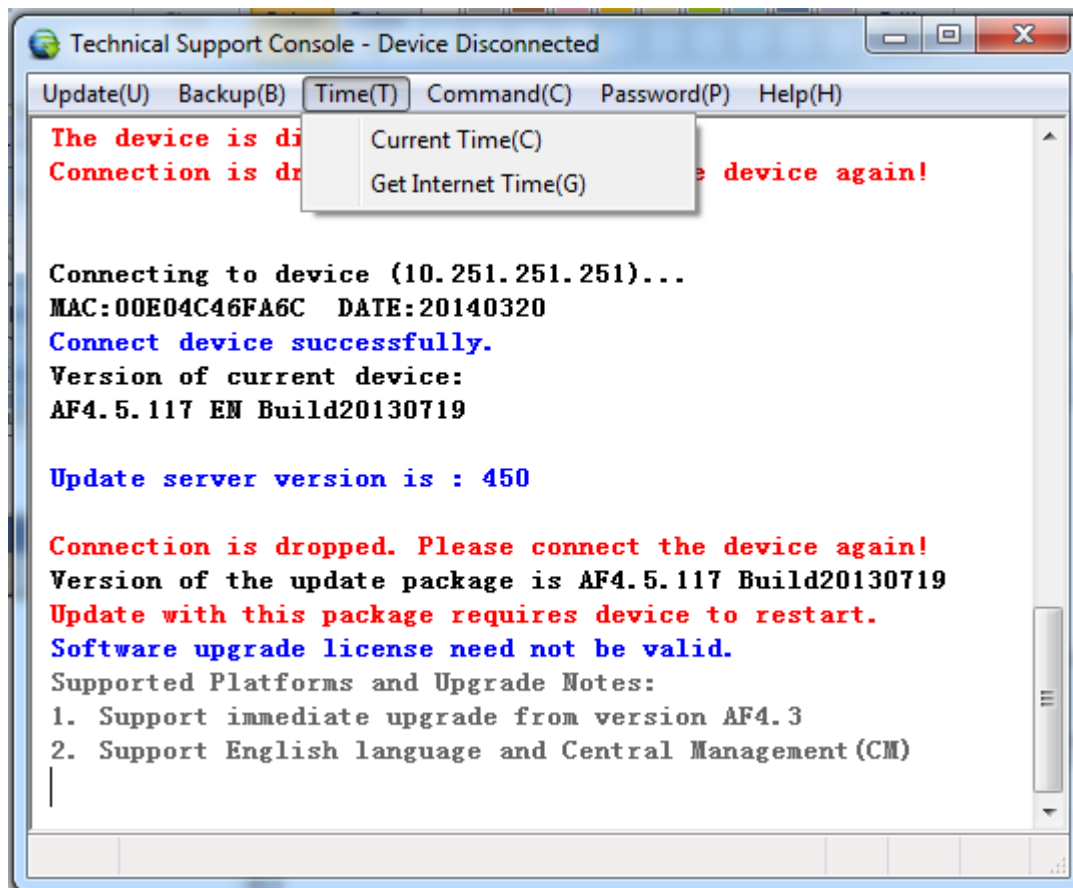 Technical Support Console - Device Disconnected
Update(U) Backup(B) Time(T) Command(C) Password(P) Help(H)
Current Time(C)
Get Internet Time(G)
The device is di
Connection is dr device again!
Connecting to device (10.251.251.251)...
MAC:00E04C46FA6C DATE:20140320
Connect device successfully.
Version of current device:
AF4.5.117 EN Build20130719
Update server version is : 450
Connection is dropped. Please connect the device again!
Version of the update package is AF4.5.117 Build20130719
Update with this package requires device to restart.
Software upgrade license need not be valid.
Supported Platforms and Upgrade Notes:
1. Support immediate upgrade from version AF4.3
2. Support English language and Central Management(CM)